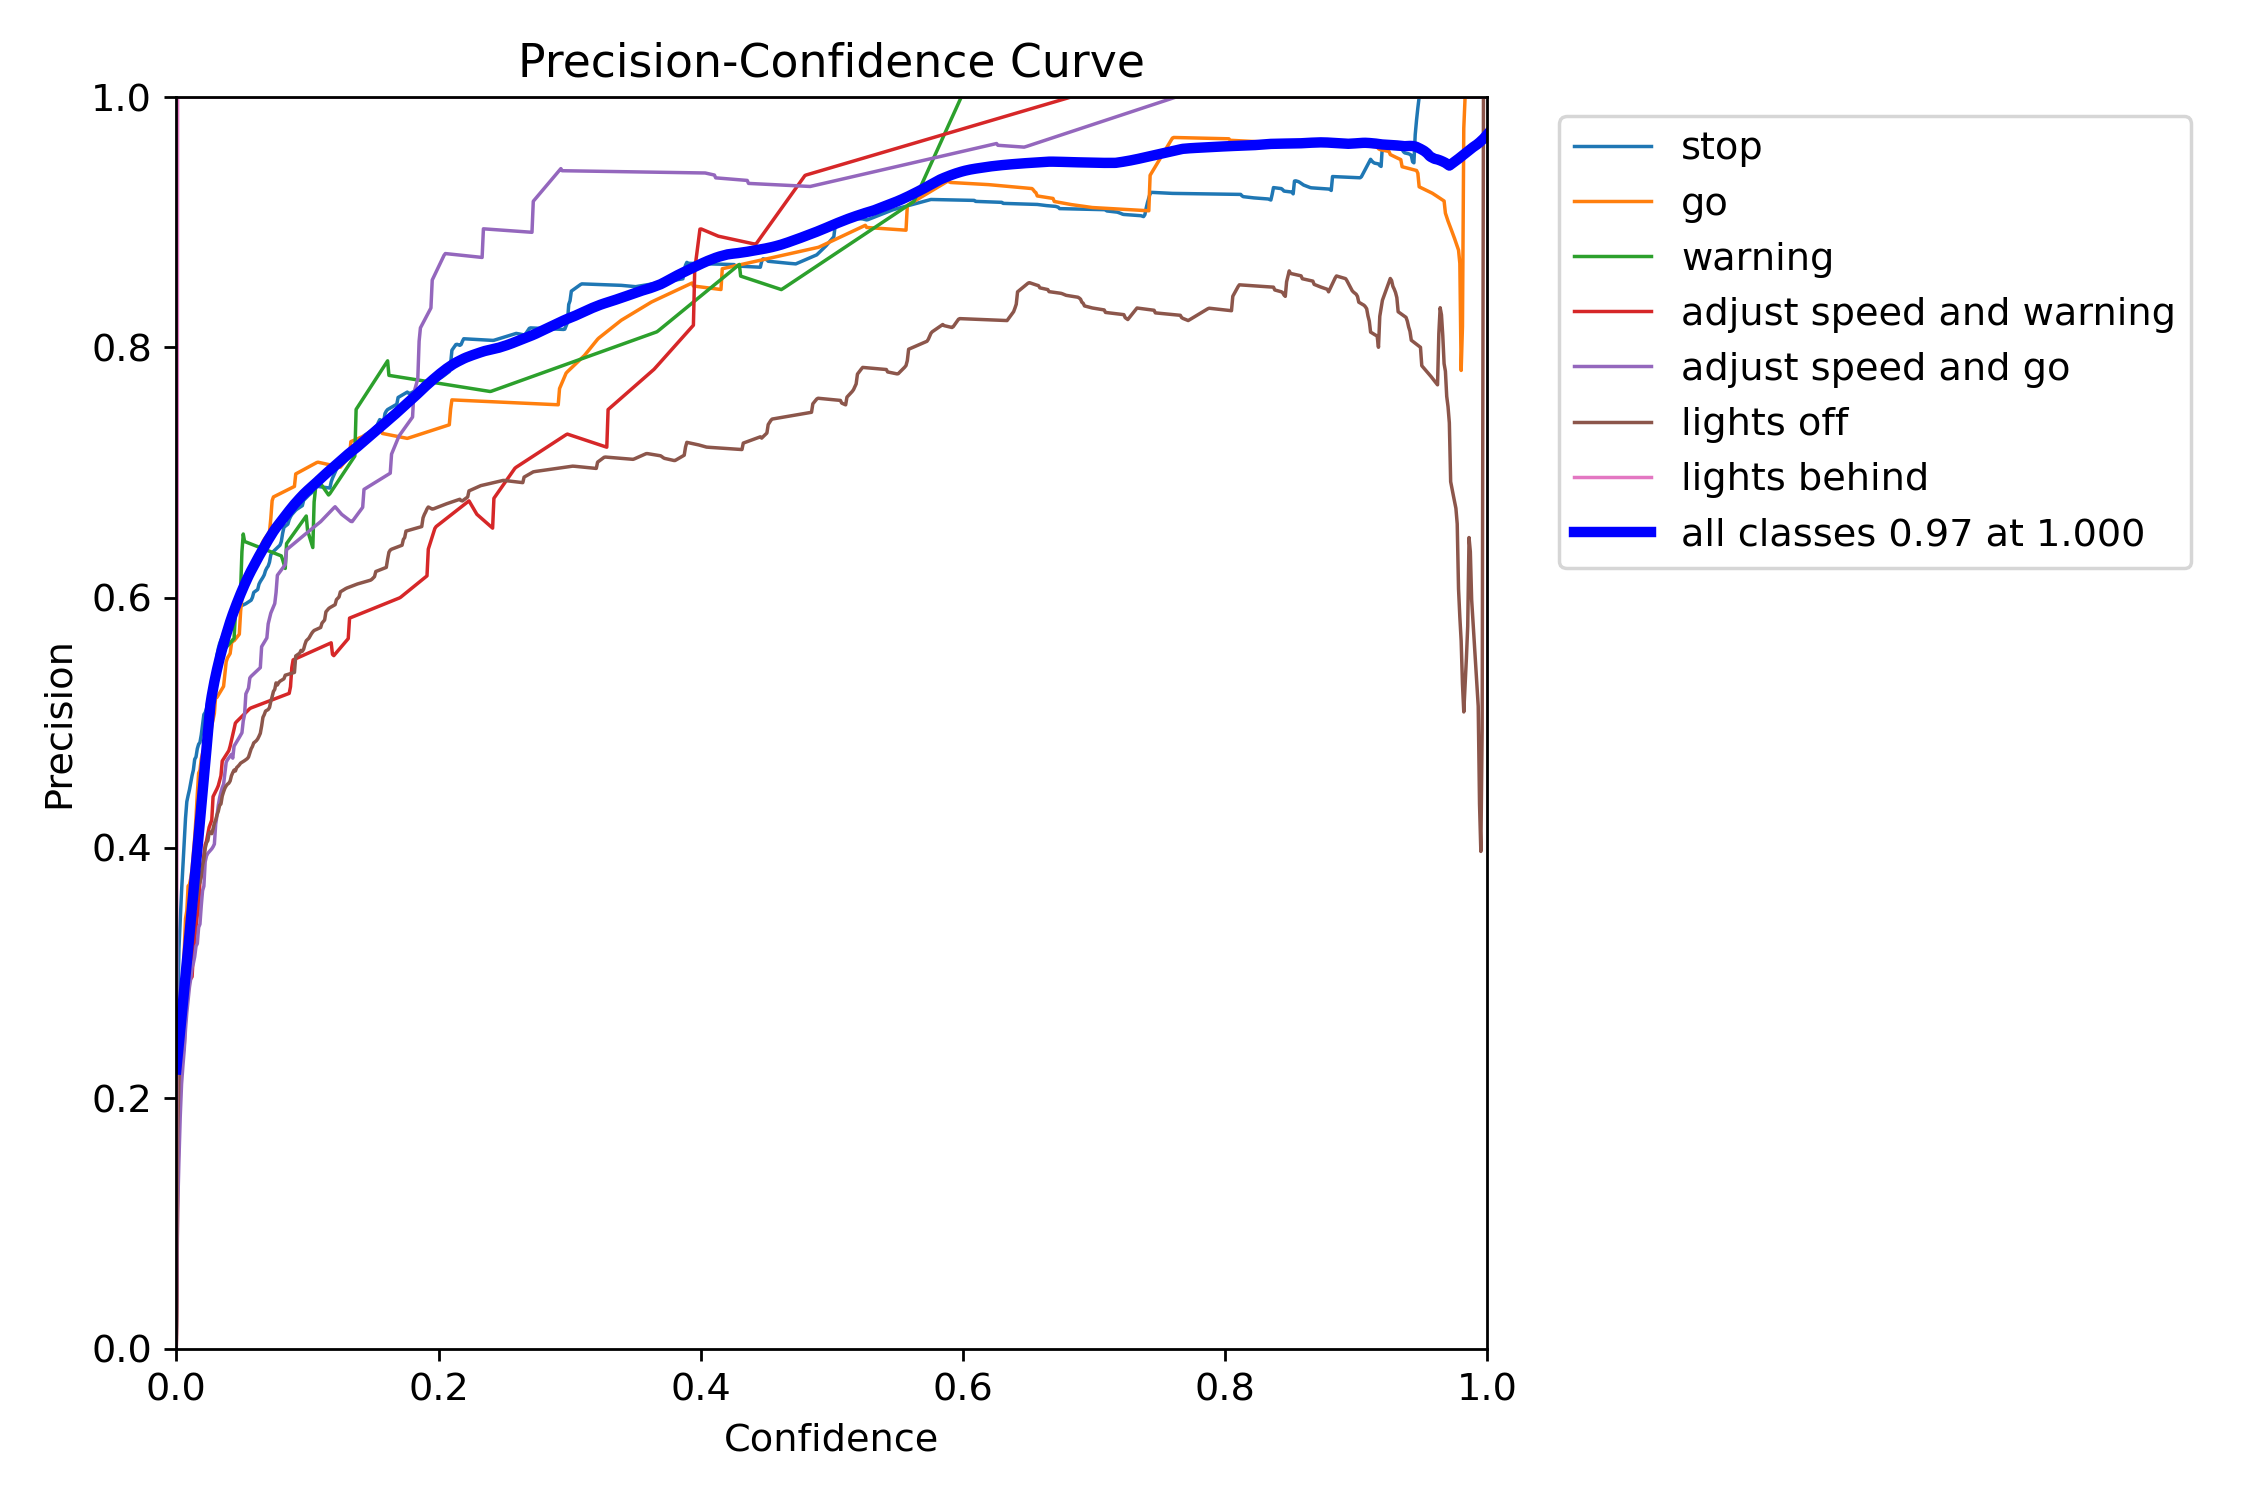 Precision-Confidence Curve
1.0
0.8
0.6
0.4
0.2
0.0
Precision
0.0 0.2 0.4 0.6 0.8 1.0
Confidence
stop
go
warning
adjust speed and warning
adjust speed and go
lights off
lights behind
all classes 0.97 at 1.000